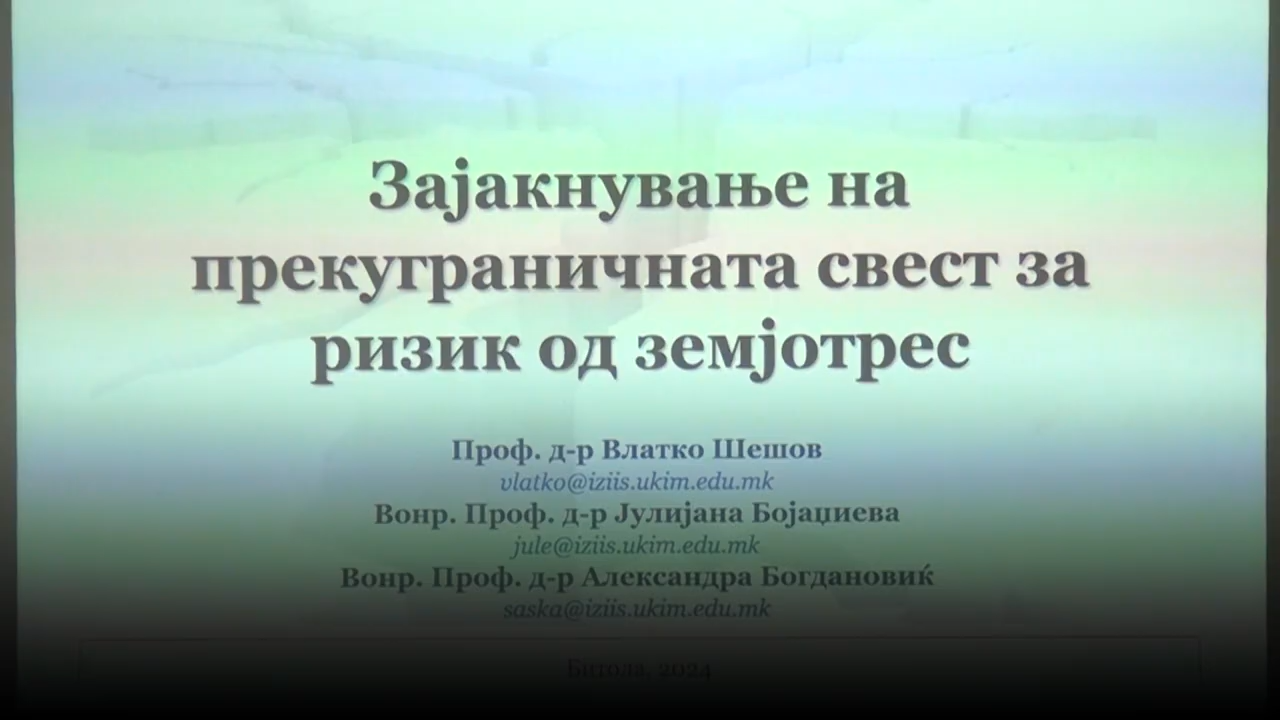 Зајакнување на
прекуграничната свест за
ризик од земјотрес
Проф. д-р Влатко Шешов
vlatko@iziis.ukim.edu.mk
Вонр. Проф. д-р Јулијана Бојаџиева
jule@iziis.ukim.edu.mk
Вонр. Проф. д-р Александра Богдановиќ
saska@iziis.ukim.edu.mk
Битола, 2024